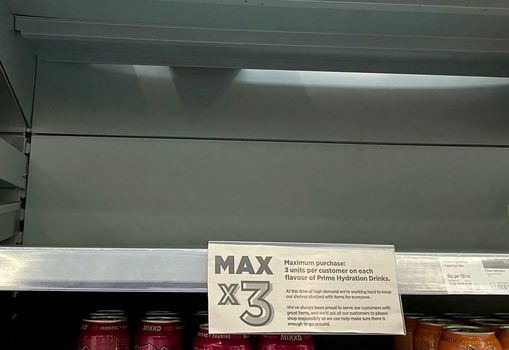 MAX
x3
Maximum purchase:
3 units per customer on each
flavour of Prime Hydration Drinks.
At this time of high demand we're working hard to keep
our shelves stocked with items for everyone.
We've always been proud to serve our customers with
great items, and we'd ask all our customers to please
shop responsibly so we can help make sure there is
enough to go around.
MIXXD
MIXXD